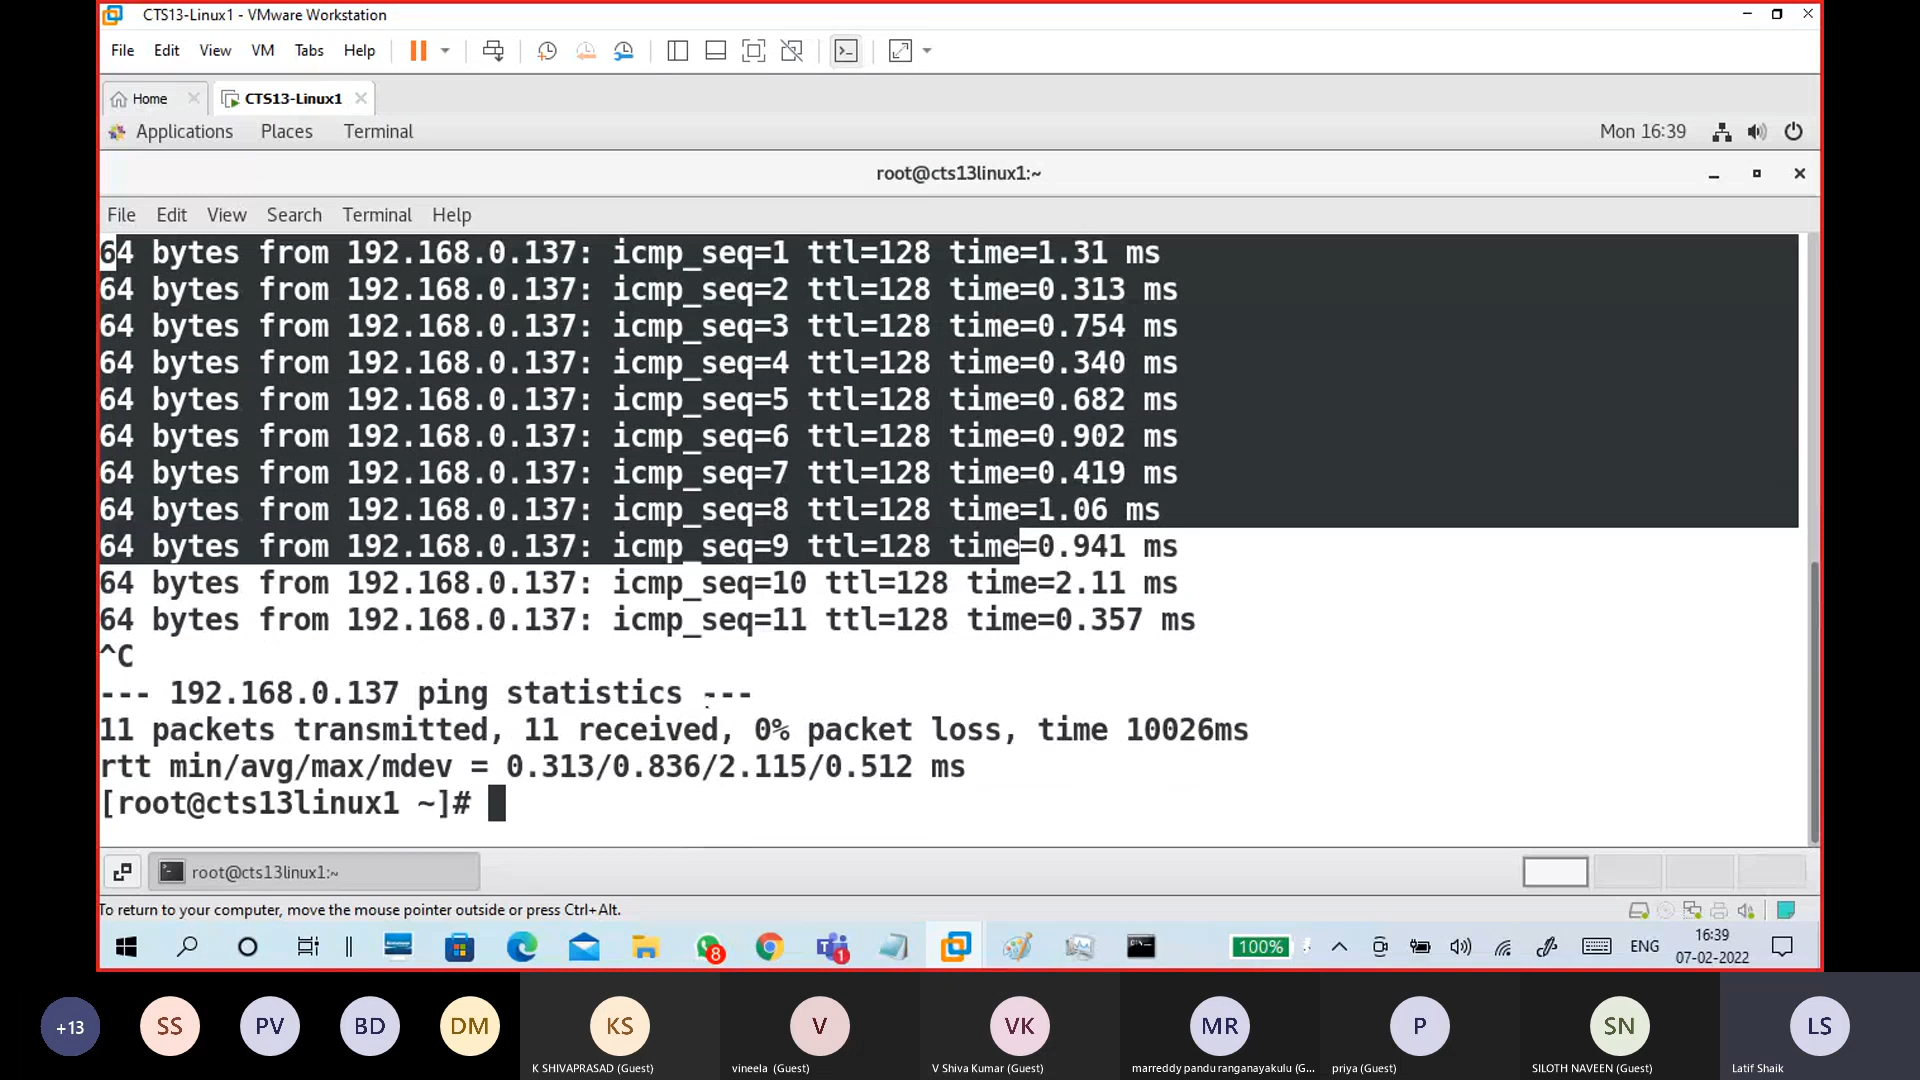 CTS13-Linux1 - VMware Workstation
File Edit View VM Tabs Help
Home CTS13-Linux1
Applications Places Terminal Mon 16:39
root@cts13linux1:~
File Edit View Search Terminal Help
64 bytes from 192.168.0.137: icmp_seq=1 ttl=128 time=1.31 ms
64 bytes from 192.168.0.137: icmp_seq=2 ttl=128 time=0.313 ms
64 bytes from 192.168.0.137: icmp_seq=3 ttl=128 time=0.754 ms
64 bytes from 192.168.0.137: icmp_seq=4 ttl=128 time=0.340 ms
64 bytes from 192.168.0.137: icmp_seq=5 ttl=128 time=0.682 ms
64 bytes from 192.168.0.137: icmp_seq=6 ttl=128 time=0.902 ms
64 bytes from 192.168.0.137: icmp_seq=7 ttl=128 time=0.419 ms
64 bytes from 192.168.0.137: icmp_seq=8 ttl=128 time=1.06 ms
64 bytes from 192.168.0.137: icmp_seq=9 ttl=128 time=0.941 ms
64 bytes from 192.168.0.137: icmp_seq=10 ttl=128 time=2.11 ms
64 bytes from 192.168.0.137: icmp_seq=11 ttl=128 time=0.357 ms
^C
--- 192.168.0.137 ping statistics ---
11 packets transmitted, 11 received, 0% packet loss, time 10026ms
rtt min/avg/max/mdev = 0.313/0.836/2.115/0.512 ms
[root@cts13linux1 ~]#
root@cts13linux1:~
To return to your computer, move the mouse pointer outside or press Ctrl+Alt.
8 1 100% ENG 16:39
07-02-2022
+13 SS PV BD DM KS V VK MR P SN LS
K SHIVAPRASAD (Guest) vineela (Guest) V Shiva Kumar (Guest) marreddy pandu ranganayakulu (G... priya (Guest) SILOTH NAVEEN (Guest) Latif Shaik